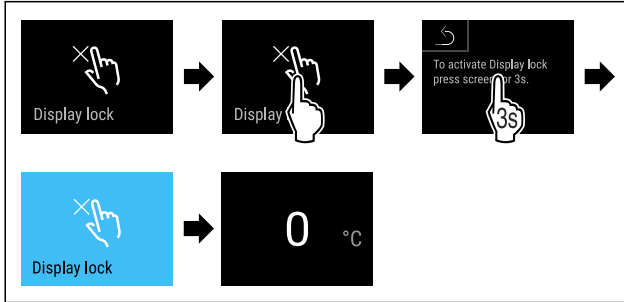 Display lock
Display
To activate Display lock
press screen for 3s.
3s
Display lock
0 °C